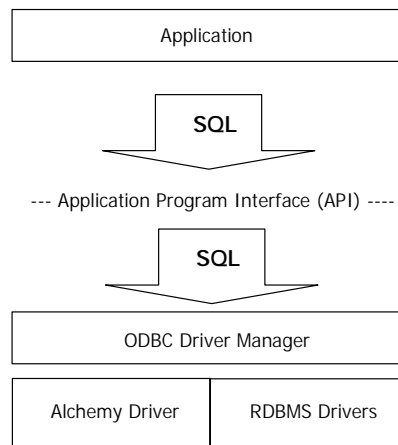 Application
SQL
--- Application Program Interface (API) ----
SQL
ODBC Driver Manager
Alchemy Driver
RDBMS Drivers